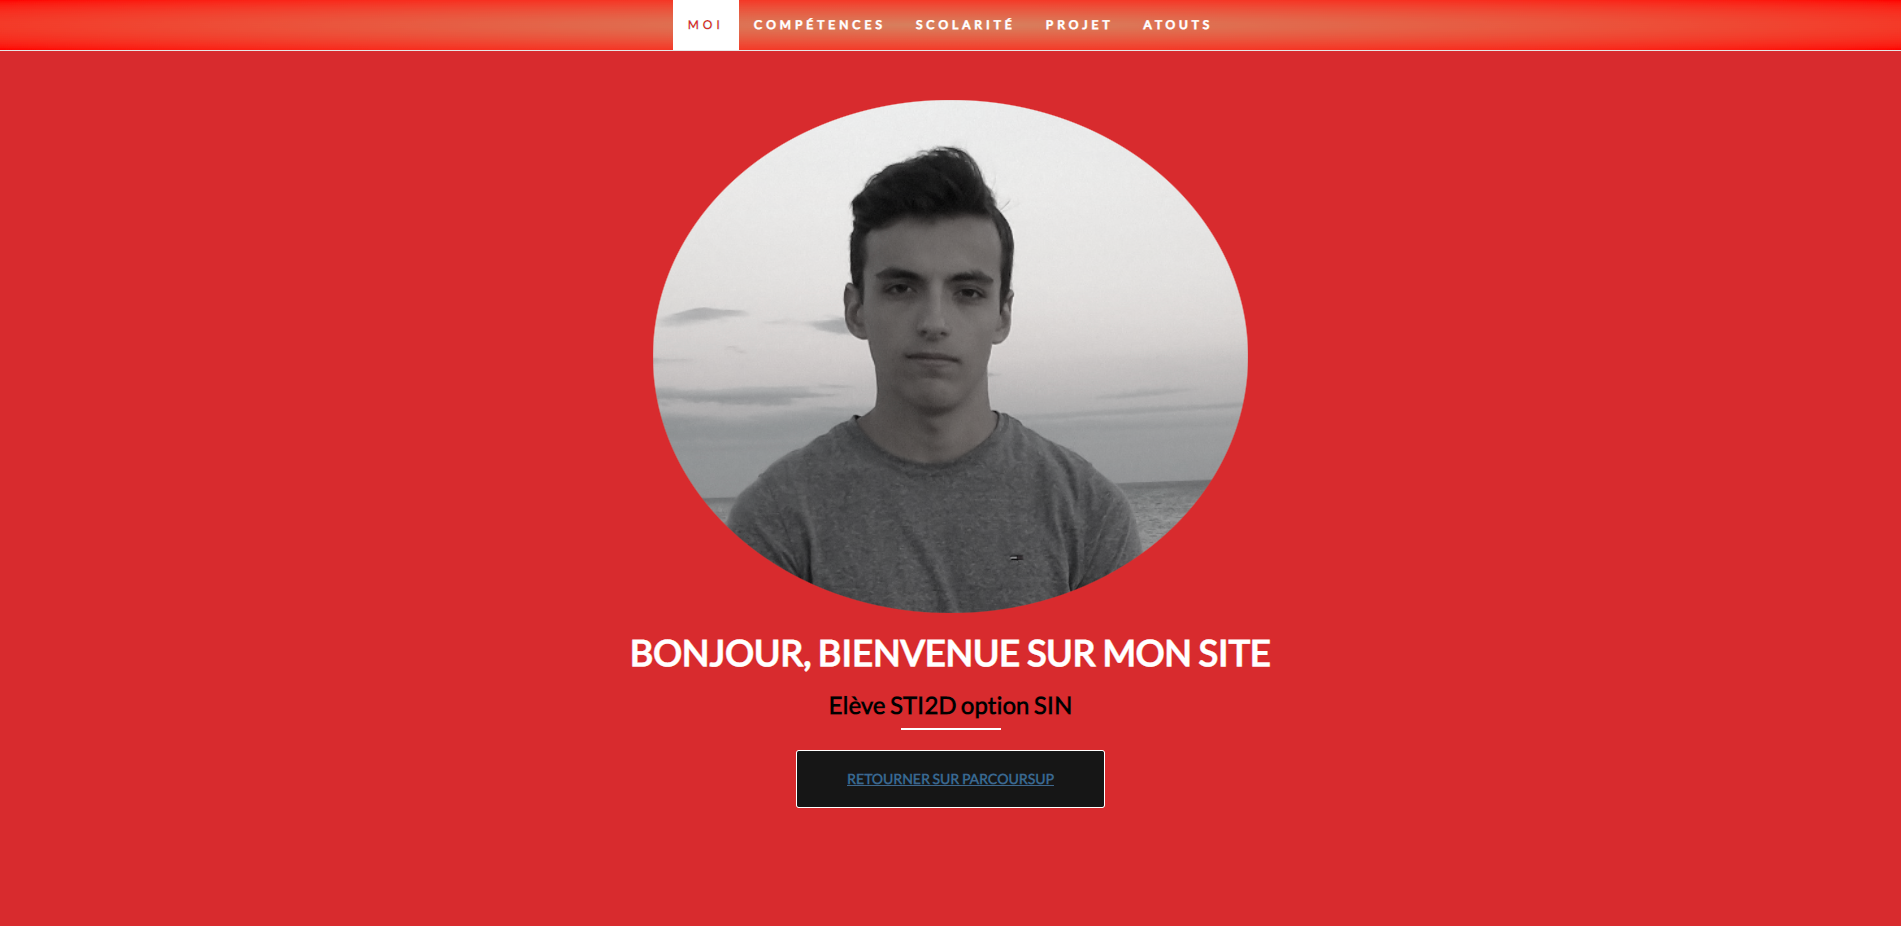 MOI COMPÉTENCES SCOLARITÉ PROJET ATOUTS
BONJOUR, BIENVENUE SUR MON SITE
Elève STI2D option SIN
RETOURNER SUR PARCOURSUP